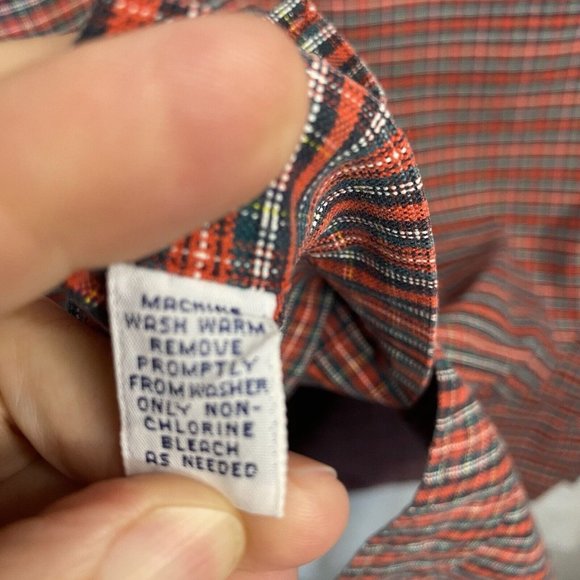 MACHINE
WASH WARM
REMOVE
PROMPTLY
FROM WASHER
ONLY NON-
CHLORINE
BLEACH
AS NEEDED